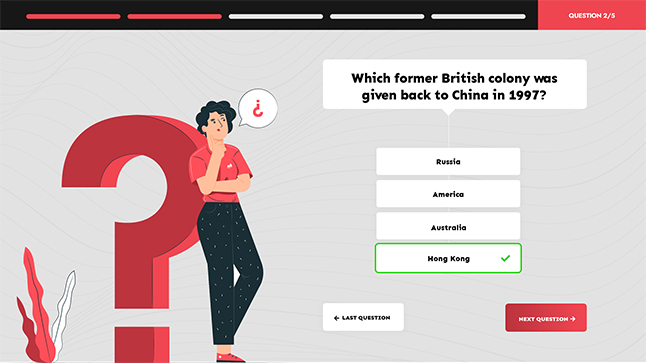 QUESTION 2/5
Which former British colony was
given back to China in 1997?
¿
Russia
America
Australia
Hong Kong
← LAST QUESTION
NEXT QUESTION →